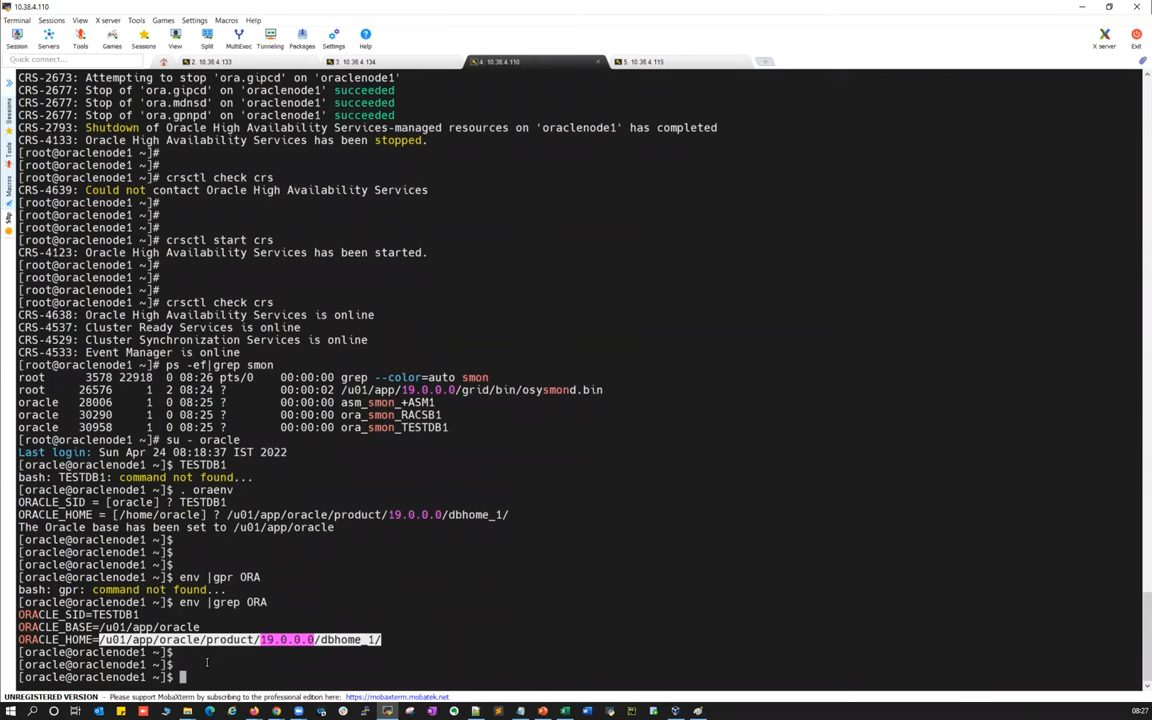 10.38.4.110
Terminal Sessions View X server Tools Games Settings Macros Help
Session Servers Tools Games Sessions View Split MultiExec Tunneling Packages Settings Help X server Exit
Quick connect...
2. 10.38.4.133
3. 10.38.4.134
4. 10.38.4.110
5. 10.38.4.115
Sessions
Tools
Macros
Sftp
CRS-2673: Attempting to stop 'ora.gipcd' on 'oraclenode1'
CRS-2677: Stop of 'ora.gipcd' on 'oraclenode1' succeeded
CRS-2677: Stop of 'ora.mdnsd' on 'oraclenode1' succeeded
CRS-2677: Stop of 'ora.gpnpd' on 'oraclenode1' succeeded
CRS-2793: Shutdown of Oracle High Availability Services-managed resources on 'oraclenode1' has completed
CRS-4133: Oracle High Availability Services has been stopped.
[root@oraclenode1 ~]#
[root@oraclenode1 ~]#
[root@oraclenode1 ~]# crsctl check crs
CRS-4639: Could not contact Oracle High Availability Services
[root@oraclenode1 ~]#
[root@oraclenode1 ~]#
[root@oraclenode1 ~]#
[root@oraclenode1 ~]# crsctl start crs
CRS-4123: Oracle High Availability Services has been started.
[root@oraclenode1 ~]#
[root@oraclenode1 ~]#
[root@oraclenode1 ~]#
[root@oraclenode1 ~]# crsctl check crs
CRS-4638: Oracle High Availability Services is online
CRS-4537: Cluster Ready Services is online
CRS-4529: Cluster Synchronization Services is online
CRS-4533: Event Manager is online
[root@oraclenode1 ~]# ps -ef|grep smon
root 3578 22918 0 08:26 pts/0 00:00:00 grep --color=auto smon
root 26576 1 2 08:24 ? 00:00:02 /u01/app/19.0.0.0/grid/bin/osysmond.bin
oracle 28006 1 0 08:25 ? 00:00:00 asm_smon_+ASM1
oracle 30290 1 0 08:25 ? 00:00:00 ora_smon_RACSB1
oracle 30958 1 0 08:25 ? 00:00:00 ora_smon_TESTDB1
[root@oraclenode1 ~]# su - oracle
Last login: Sun Apr 24 08:18:37 IST 2022
[oracle@oraclenode1 ~]$ TESTDB1
bash: TESTDB1: command not found...
[oracle@oraclenode1 ~]$ . oraenv
ORACLE_SID = [oracle] ? TESTDB1
ORACLE_HOME = [/home/oracle] ? /u01/app/oracle/product/19.0.0.0/dbhome_1/
The Oracle base has been set to /u01/app/oracle
[oracle@oraclenode1 ~]$
[oracle@oraclenode1 ~]$
[oracle@oraclenode1 ~]$
[oracle@oraclenode1 ~]$ env |gpr ORA
bash: gpr: command not found...
[oracle@oraclenode1 ~]$ env |grep ORA
ORACLE_SID=TESTDB1
ORACLE_BASE=/u01/app/oracle
ORACLE_HOME=/u01/app/oracle/product/19.0.0.0/dbhome_1/
[oracle@oraclenode1 ~]$
[oracle@oraclenode1 ~]$
[oracle@oraclenode1 ~]$
UNREGISTERED VERSION - Please support MobaXterm by subscribing to the professional edition here: https://mobaxterm.mobatek.net
08:27